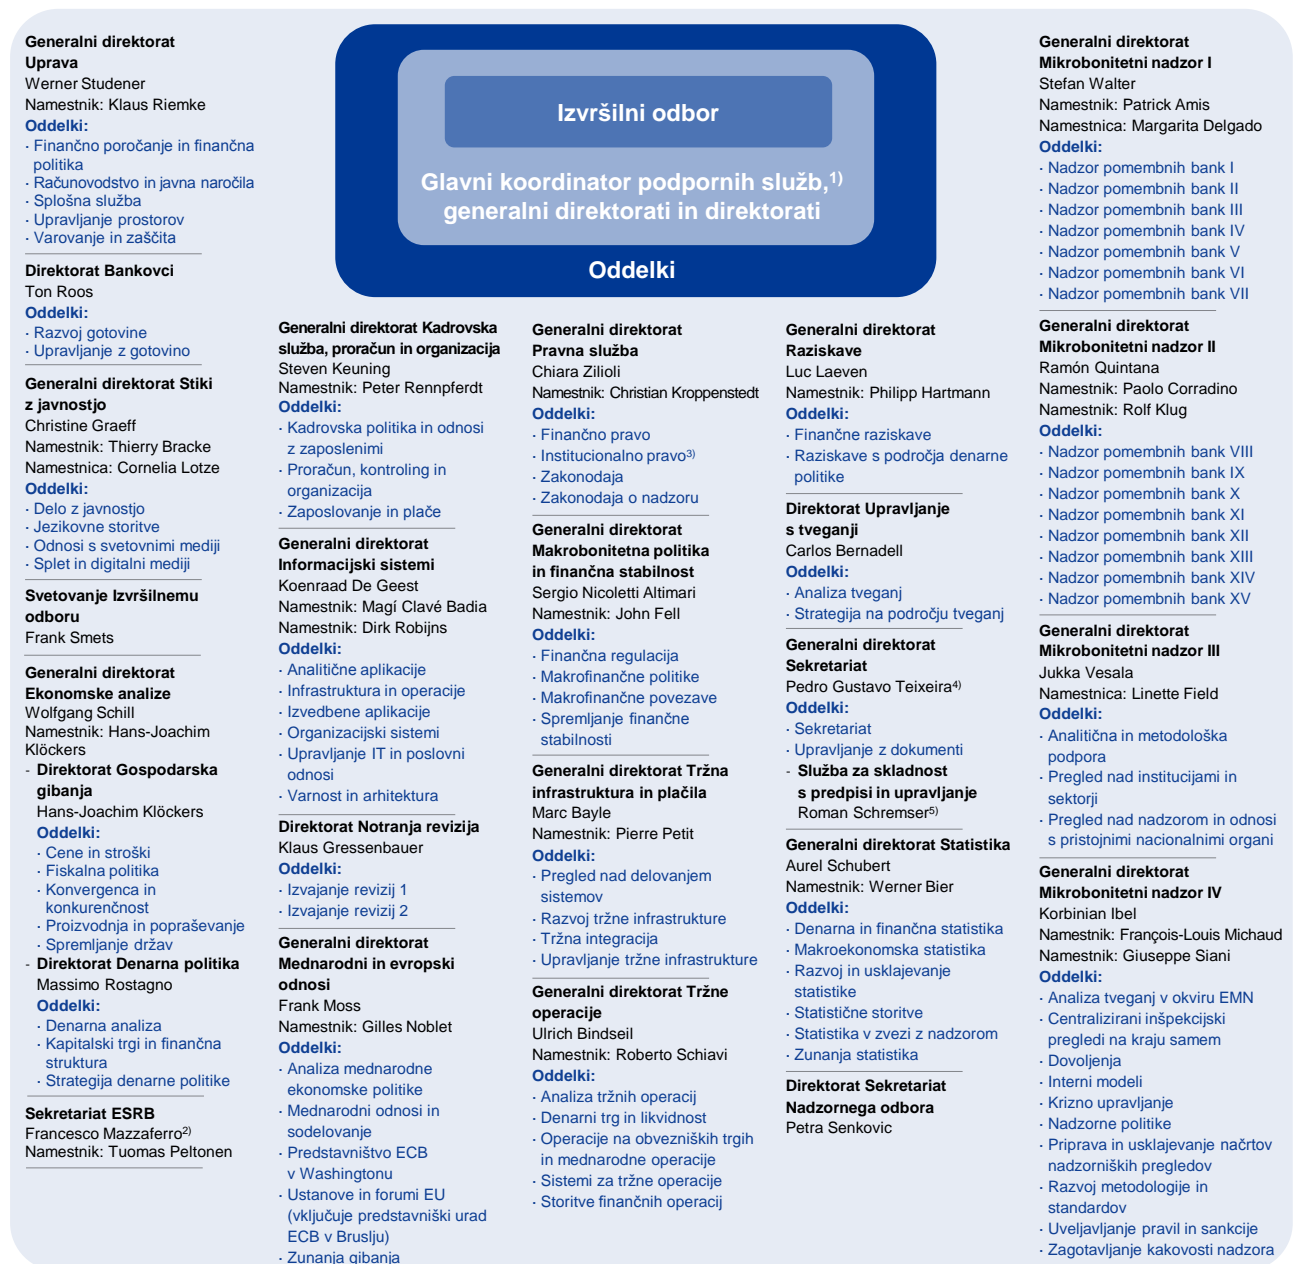 Generalni direktorat
Uprava
Werner Studener
Namestnik: Klaus Riemke
Oddelki:
· Finančno poročanje in finančna
politika
· Računovodstvo in javna naročila
· Splošna služba
· Upravljanje prostorov
· Varovanje in zaščita
Direktorat Bankovci
Ton Roos
Oddelki:
· Razvoj gotovine
· Upravljanje z gotovino
Generalni direktorat Stiki
z javnostjo
Christine Graeff
Namestnik: Thierry Bracke
Namestnica: Cornelia Lotze
Oddelki:
· Delo z javnostjo
· Jezikovne storitve
· Odnosi s svetovnimi mediji
· Splet in digitalni mediji
Svetovanje Izvršilnemu
odboru
Frank Smets
Generalni direktorat
Ekonomske analize
Wolfgang Schill
Namestnik: Hans-Joachim
Klöckers
- Direktorat Gospodarska
gibanja
Hans-Joachim Klöckers
Oddelki:
· Cene in stroški
· Fiskalna politika
· Konvergenca in
konkurenčnost
· Proizvodnja in popraševanje
· Spremljanje držav
- Direktorat Denarna politika
Massimo Rostagno
Oddelki:
· Denarna analiza
· Kapitalski trgi in finančna
struktura
· Strategija denarne politike
Sekretariat ESRB
Francesco Mazzaferro2)
Namestnik: Tuomas Peltonen
Izvršilni odbor
Glavni koordinator podpornih služb,1)
generalni direktorati in direktorati
Oddelki
Generalni direktorat Kadrovska
služba, proračun in organizacija
Steven Keuning
Namestnik: Peter Rennpferdt
Oddelki:
· Kadrovska politika in odnosi
z zaposlenimi
· Proračun, kontroling in
organizacija
· Zaposlovanje in plače
Generalni direktorat
Informacijski sistemi
Koenraad De Geest
Namestnik: Magí Clavé Badia
Namestnik: Dirk Robijns
Oddelki:
· Analitične aplikacije
· Infrastruktura in operacije
· Izvedbene aplikacije
· Organizacijski sistemi
· Upravljanje IT in poslovni
odnosi
· Varnost in arhitektura
Direktorat Notranja revizija
Klaus Gressenbauer
Oddelki:
· Izvajanje revizij 1
· Izvajanje revizij 2
Generalni direktorat
Mednarodni in evropski
odnosi
Frank Moss
Namestnik: Gilles Noblet
Oddelki:
· Analiza mednarodne
ekonomske politike
· Mednarodni odnosi in
sodelovanje
· Predstavništvo ECB
v Washingtonu
· Ustanove in forumi EU
(vključuje predstavniški urad
ECB v Bruslju)
· Zunanja gibanja
Generalni direktorat
Pravna služba
Chiara Zilioli
Namestnik: Christian Kroppenstedt
Oddelki:
· Finančno pravo
· Institucionalno pravo3)
· Zakonodaja
· Zakonodaja o nadzoru
Generalni direktorat
Makrobonitetna politika
in finančna stabilnost
Sergio Nicoletti Altimari
Namestnik: John Fell
Oddelki:
· Finančna regulacija
· Makrofinančne politike
· Makrofinančne povezave
· Spremljanje finančne
stabilnosti
Generalni direktorat Tržna
infrastruktura in plačila
Marc Bayle
Namestnik: Pierre Petit
Oddelki:
· Pregled nad delovanjem
sistemov
· Razvoj tržne infrastrukture
· Tržna integracija
· Upravljanje tržne infrastrukture
Generalni direktorat Tržne
operacije
Ulrich Bindseil
Namestnik: Roberto Schiavi
Oddelki:
· Analiza tržnih operacij
· Denarni trg in likvidnost
· Operacije na obvezniških trgih
in mednarodne operacije
· Sistemi za tržne operacije
· Storitve finančnih operacij
Generalni direktorat
Raziskave
Luc Laeven
Namestnik: Philipp Hartmann
Oddelki:
· Finančne raziskave
· Raziskave s področja denarne
politike
Direktorat Upravljanje
s tveganji
Carlos Bernadell
Oddelki:
· Analiza tveganj
· Strategija na področju tveganj
Generalni direktorat
Sekretariat
Pedro Gustavo Teixeira4)
Oddelki:
· Sekretariat
· Upravljanje z dokumenti
- Služba za skladnost
s predpisi in upravljanje
Roman Schremser5)
Generalni direktorat Statistika
Aurel Schubert
Namestnik: Werner Bier
Oddelki:
· Denarna in finančna statistika
· Makroekonomska statistika
· Razvoj in usklajevanje
statistike
· Statistične storitve
· Statistika v zvezi z nadzorom
· Zunanja statistika
Direktorat Sekretariat
Nadzornega odbora
Petra Senkovic
Generalni direktorat
Mikrobonitetni nadzor I
Stefan Walter
Namestnik: Patrick Amis
Namestnica: Margarita Delgado
Oddelki:
· Nadzor pomembnih bank I
· Nadzor pomembnih bank II
· Nadzor pomembnih bank III
· Nadzor pomembnih bank IV
· Nadzor pomembnih bank V
· Nadzor pomembnih bank VI
· Nadzor pomembnih bank VII
Generalni direktorat
Mikrobonitetni nadzor II
Ramón Quintana
Namestnik: Paolo Corradino
Namestnik: Rolf Klug
Oddelki:
· Nadzor pomembnih bank VIII
· Nadzor pomembnih bank IX
· Nadzor pomembnih bank X
· Nadzor pomembnih bank XI
· Nadzor pomembnih bank XII
· Nadzor pomembnih bank XIII
· Nadzor pomembnih bank XIV
· Nadzor pomembnih bank XV
Generalni direktorat
Mikrobonitetni nadzor III
Jukka Vesala
Namestnica: Linette Field
Oddelki:
· Analitična in metodološka
podpora
· Pregled nad institucijami in
sektorji
· Pregled nad nadzorom in odnosi
s pristojnimi nacionalnimi organi
Generalni direktorat
Mikrobonitetni nadzor IV
Korbinian Ibel
Namestnik: François-Louis Michaud
Namestnik: Giuseppe Siani
Oddelki:
· Analiza tveganj v okviru EMN
· Centralizirani inšpekcijski
pregledi na kraju samem
· Dovoljenja
· Interni modeli
· Krizno upravljanje
· Nadzorne politike
· Priprava in usklajevanje načrtov
nadzorniških pregledov
· Razvoj metodologije in
standardov
· Uveljavljanje pravil in sankcije
· Zagotavljanje kakovosti nadzora